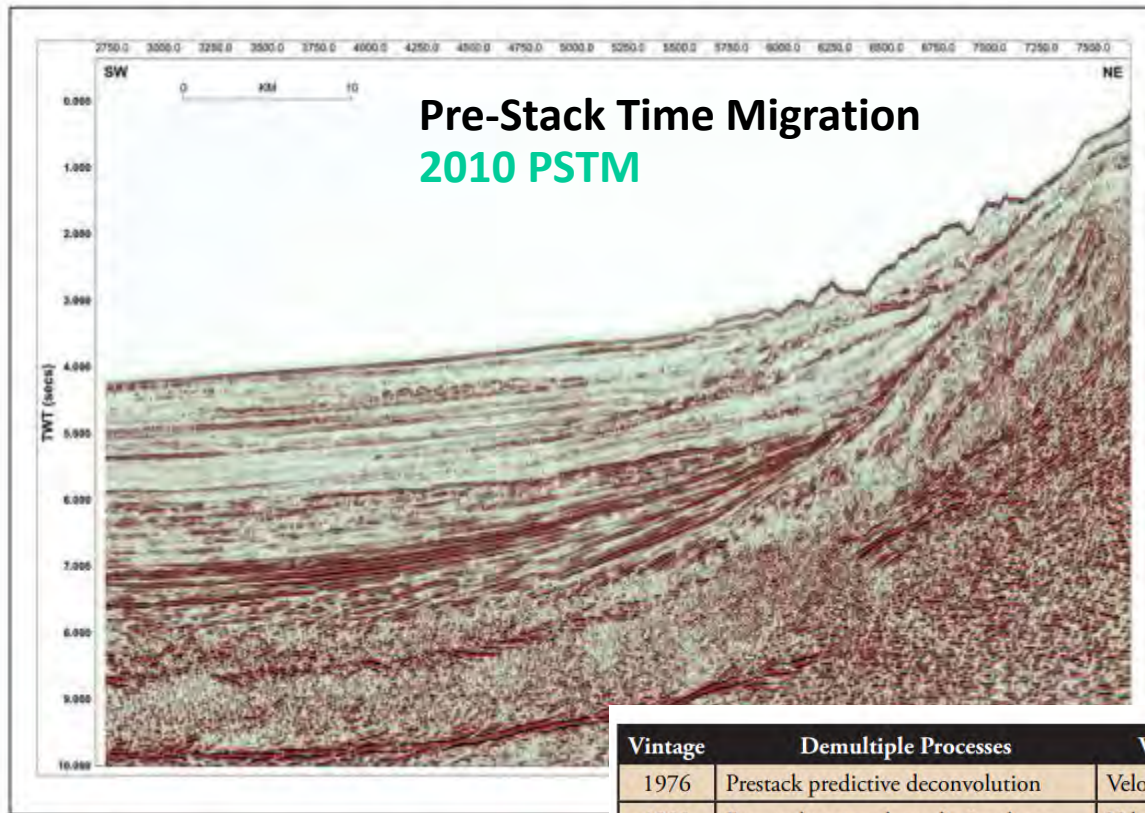 2750.0 3000.0 3250.0 3500.0 3750.0 4000.0 4250.0 4500.0 4750.0 5000.0 5250.0 5500.0 5750.0 6000.0 6250.0 6500.0 6750.0 7000.0 7250.0 7500.0
SW NE
0 KM 10
Pre-Stack Time Migration
2010 PSTM
TWT (secs)
0.000
1.000
2.000
3.000
4.000
5.000
6.000
7.000
8.000
9.000
10.000
Vintage Demultiple Processes
1976 Prestack predictive deconvolution